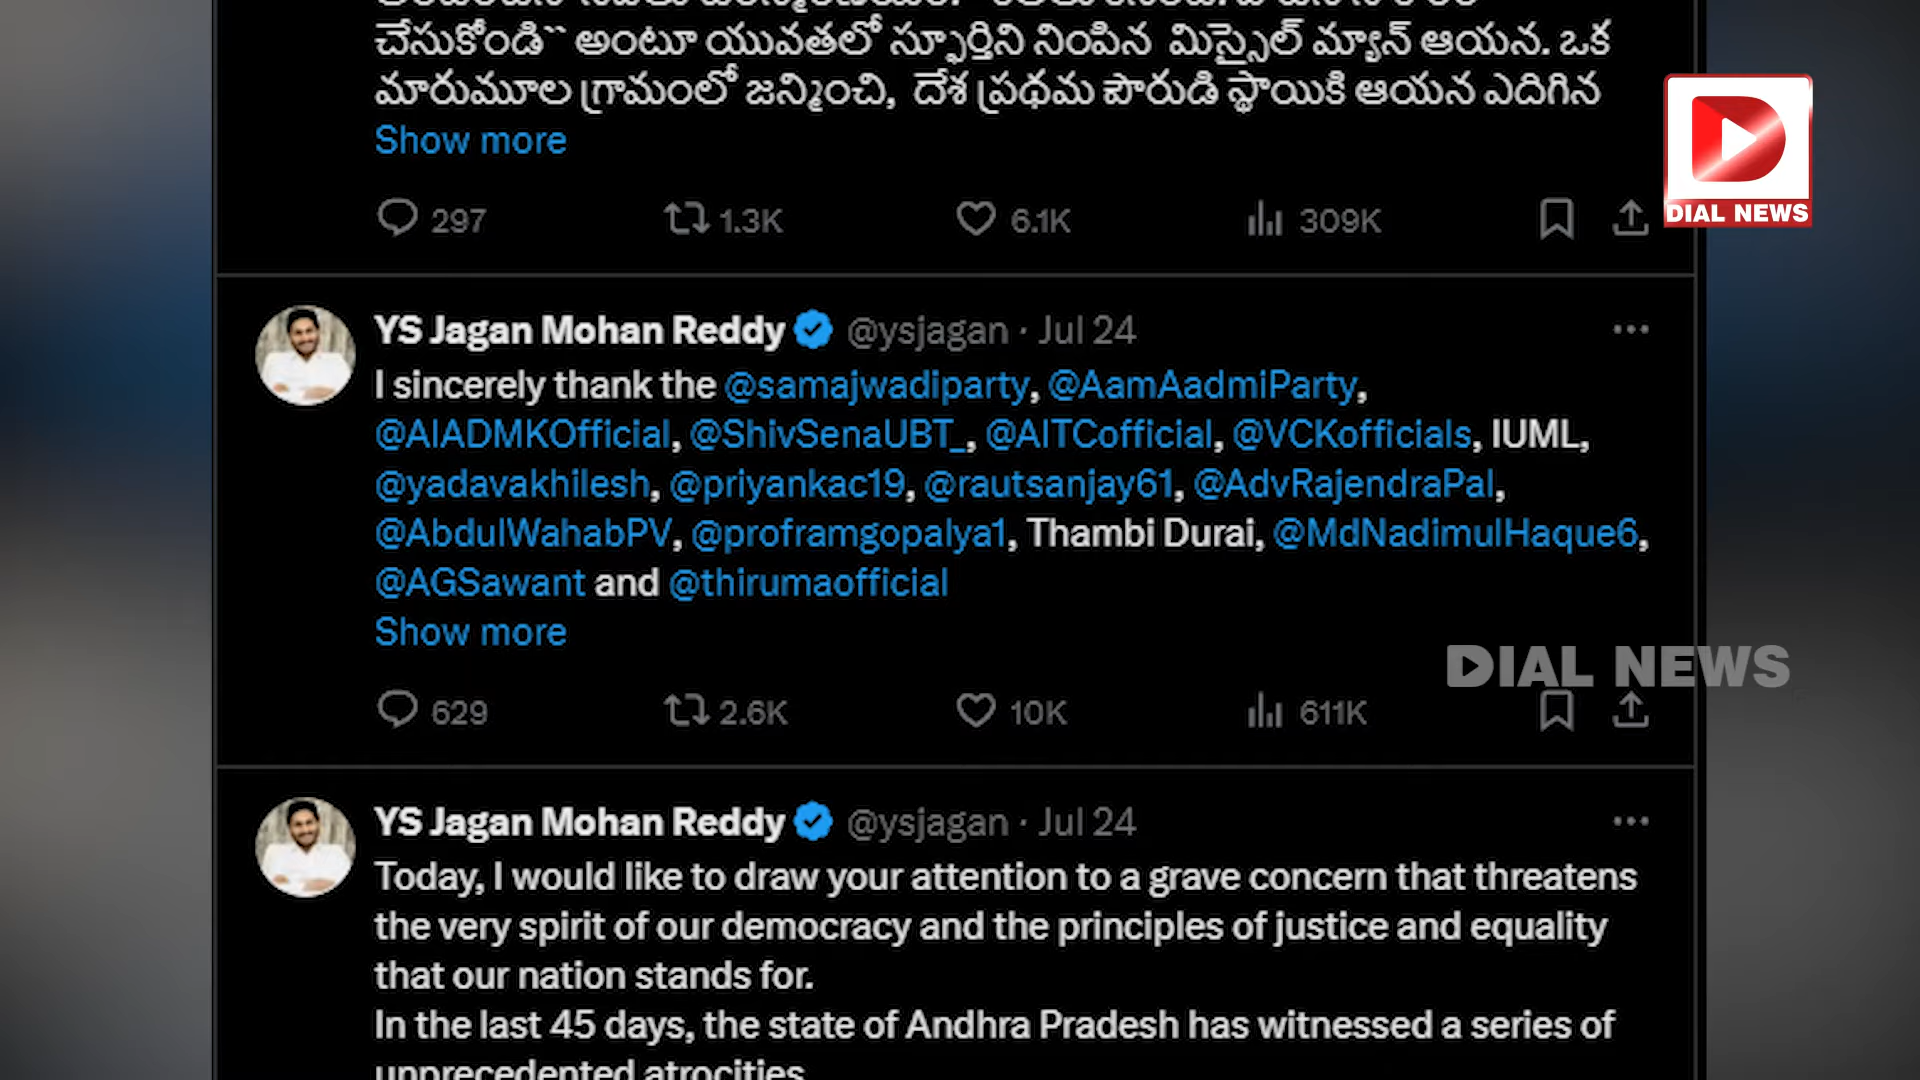 చేసుకోండి`` అంటూ యువతలో స్ఫూర్తిని నింపిన మిస్సైల్ మ్యాన్ ఆయన. ఒక
మారుమూల గ్రామంలో జన్మించి, దేశ ప్రథమ పౌరుడి స్థాయికి ఆయన ఎదిగిన
Show more
297 1.3K 6.1K 309K
DIAL NEWS
YS Jagan Mohan Reddy @ysjagan · Jul 24
I sincerely thank the @samajwadiparty, @AamAadmiParty,
@AIADMKOfficial, @ShivSenaUBT_, @AITCofficial, @VCKofficials, IUML,
@yadavakhilesh, @priyankac19, @rautsanjay61, @AdvRajendraPal,
@AbdulWahabPV, @proframgopalya1, Thambi Durai, @MdNadimulHaque6,
@AGSawant and @thirumaofficial
Show more
DIAL NEWS
629 2.6K 10K 611K
YS Jagan Mohan Reddy @ysjagan · Jul 24
Today, I would like to draw your attention to a grave concern that threatens
the very spirit of our democracy and the principles of justice and equality
that our nation stands for.
In the last 45 days, the state of Andhra Pradesh has witnessed a series of
unprecedented atrocities